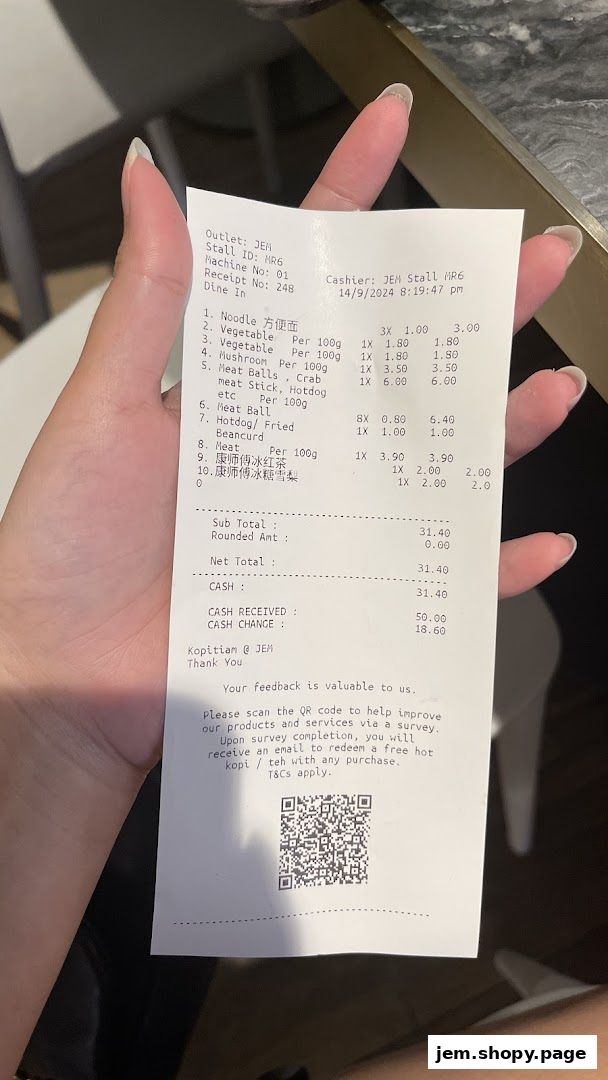 Outlet: JEM
Stall ID: MR6
Machine No: 01 Cashier: JEM Stall MR6
Receipt No: 248 14/9/2024 8:19:47 pm
Dine In
1. Noodle 方便面 3X 1.00 3.00
2. Vegetable Per 100g 1X 1.80 1.80
3. Vegetable Per 100g 1X 1.80 1.80
4. Mushroom Per 100g 1X 3.50 3.50
5. Meat Balls , Crab 1X 6.00 6.00
meat Stick, Hotdog
etc Per 100g
6. Meat Ball 8X 0.80 6.40
7. Hotdog/ Fried 1X 1.00 1.00
Beancurd
8. Meat Per 100g 1X 3.90 3.90
9. 康师傅冰红茶 1X 2.00 2.00
10.康师傅冰糖雪梨 1X 2.00 2.0
0
Sub Total : 31.40
Rounded Amt : 0.00
Net Total : 31.40
CASH : 31.40
CASH RECEIVED : 50.00
CASH CHANGE : 18.60
Kopitiam @ JEM
Thank You
Your feedback is valuable to us.
Please scan the QR code to help improve
our products and services via a survey.
Upon survey completion, you will
receive an email to redeem a free hot
kopi / teh with any purchase.
T&Cs apply.
jem.shopy.page